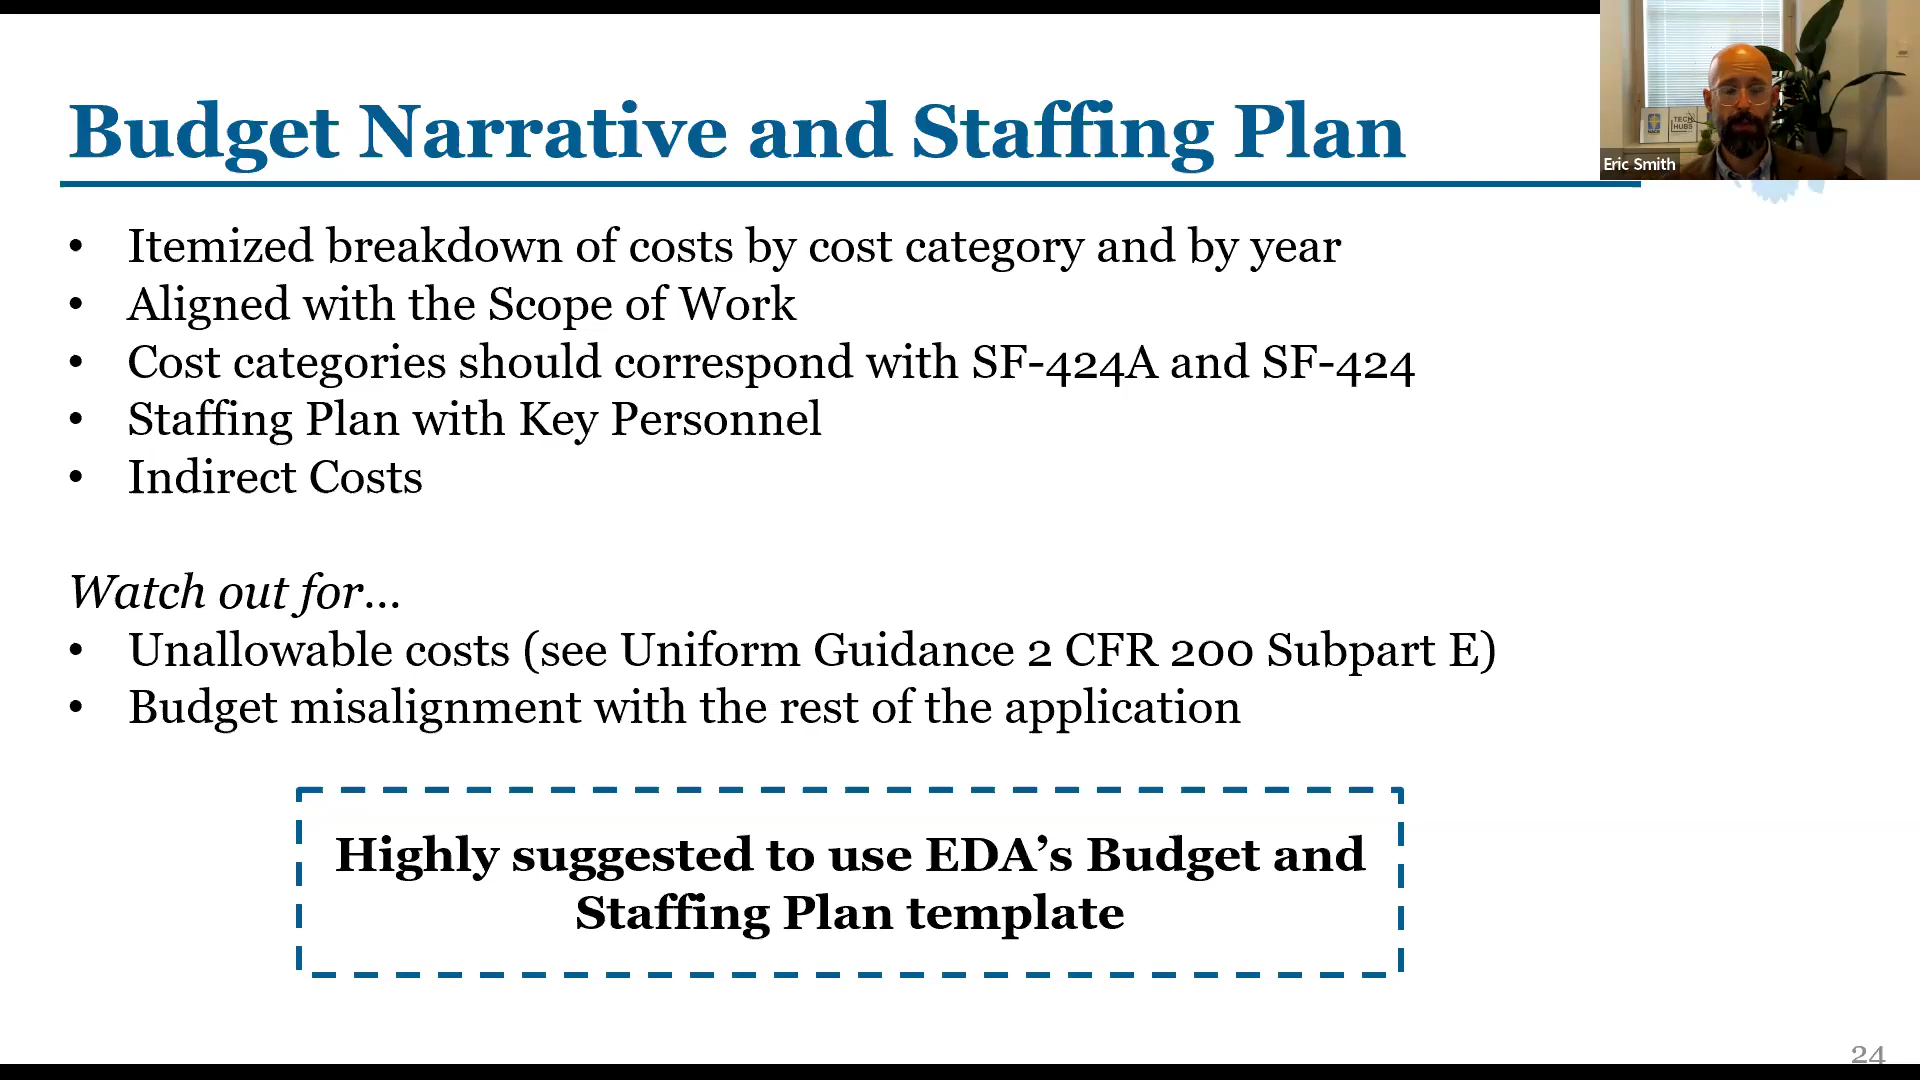 Budget Narrative and Staffing Plan
TECH
HUBS
Eric Smith
• Itemized breakdown of costs by cost category and by year
• Aligned with the Scope of Work
• Cost categories should correspond with SF-424A and SF-424
• Staffing Plan with Key Personnel
• Indirect Costs
Watch out for...
• Unallowable costs (see Uniform Guidance 2 CFR 200 Subpart E)
• Budget misalignment with the rest of the application
Highly suggested to use EDA’s Budget and
Staffing Plan template
24